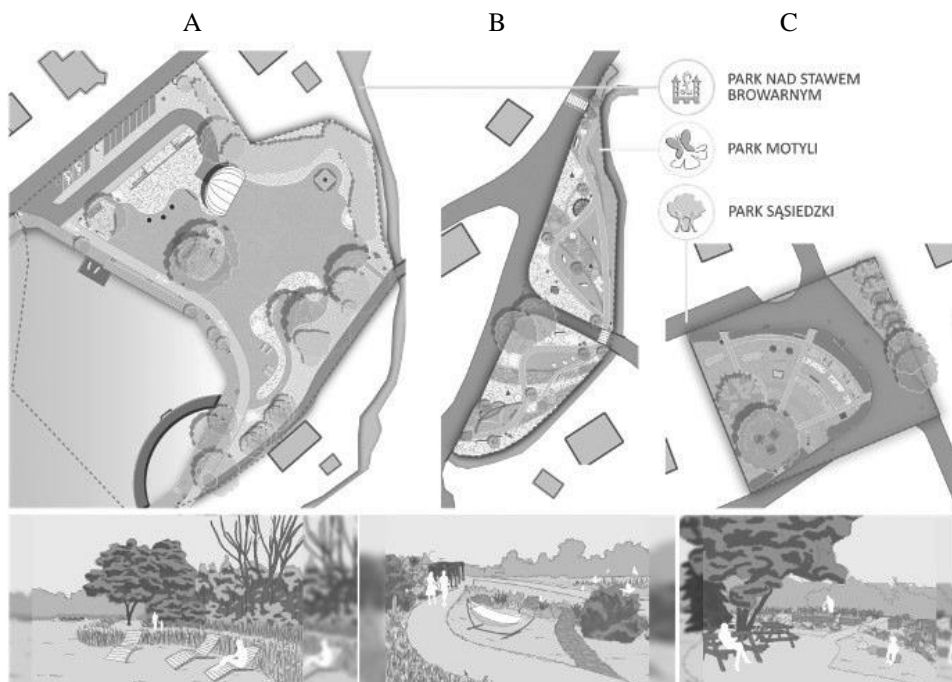 A B C
PARK NAD STAWEM
BROWARNYM
PARK MOTYLI
PARK SĄSIEDZKI